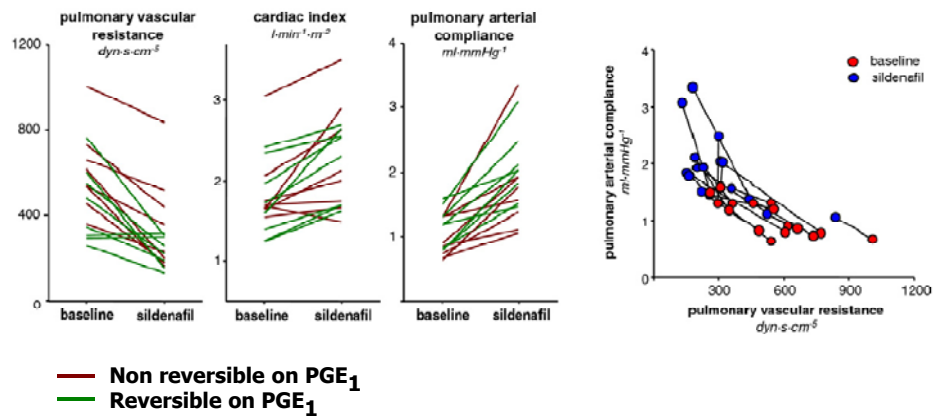 pulmonary vascular
resistance
dyn·s·cm⁻⁵
1200
800
400
0
baseline sildenafil
cardiac index
l·min⁻¹·m⁻²
3
2
1
baseline sildenafil
pulmonary arterial
compliance
ml·mmHg⁻¹
4
3
2
1
baseline sildenafil
pulmonary arterial compliance
ml·mmHg⁻¹
4
3
2
1
0
baseline
sildenafil
300 600 900 1200
pulmonary vascular resistance
dyn·s·cm⁻⁵
Non reversible on PGE₁
Reversible on PGE₁